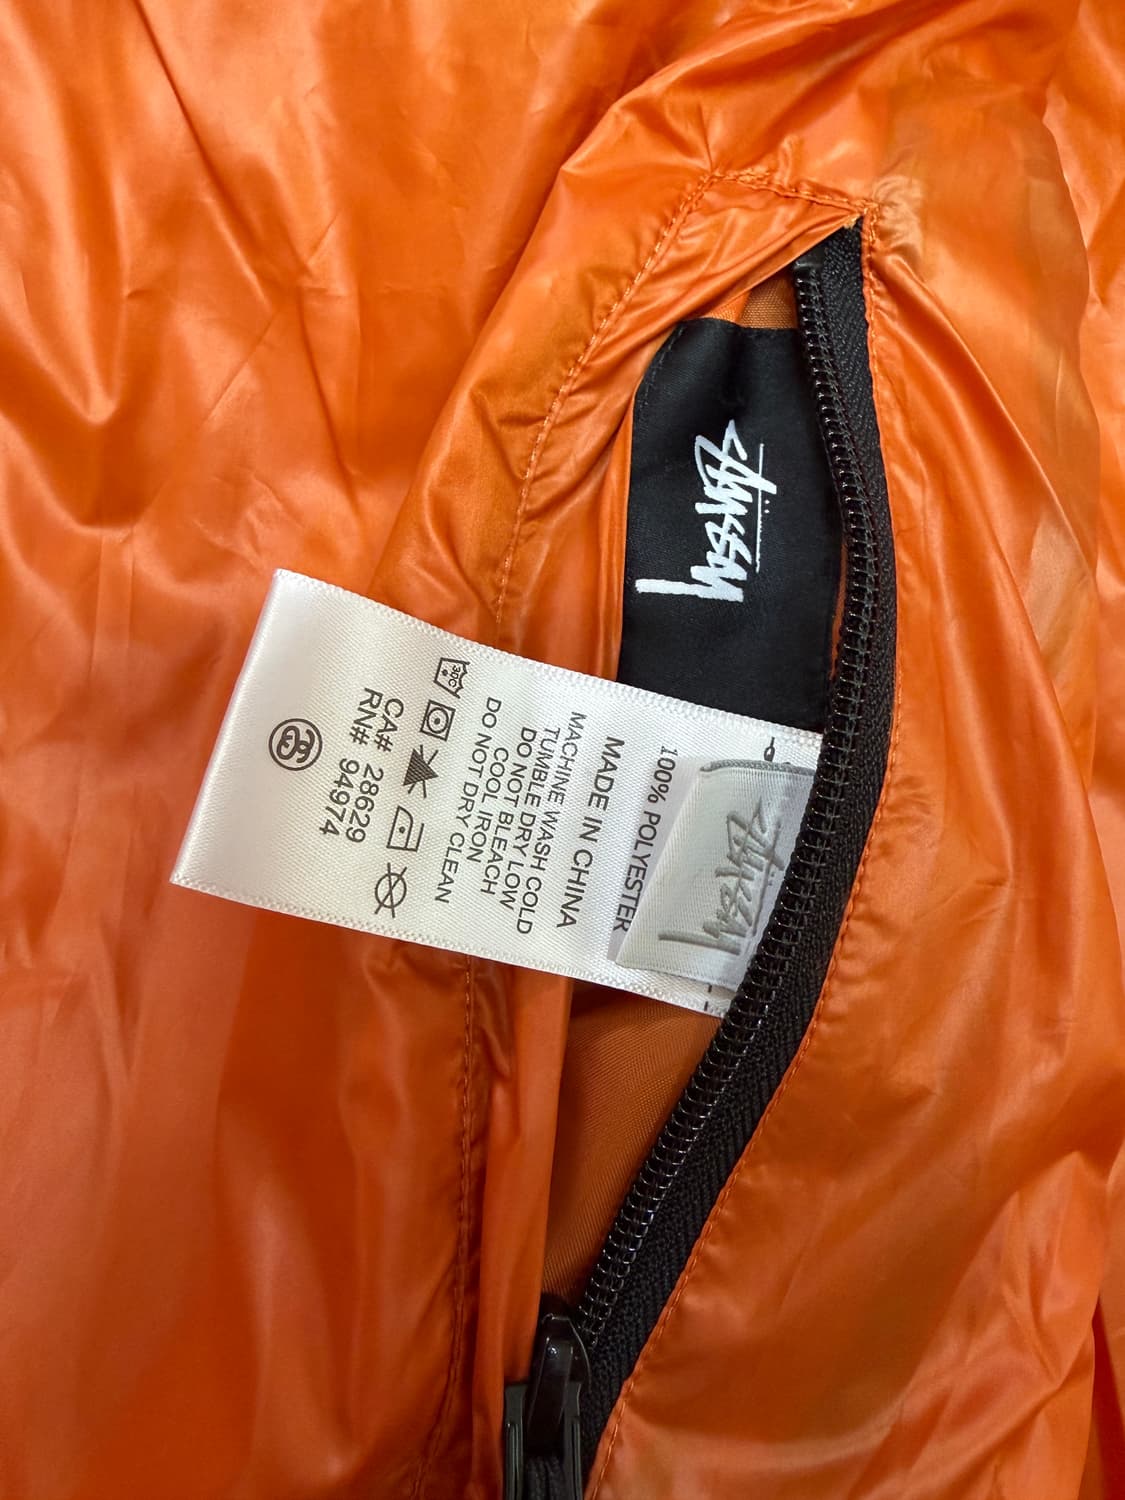 STÜSSY
STÜSSY
100% POLYESTER
MADE IN CHINA
MACHINE WASH COLD
TUMBLE DRY LOW
DO NOT BLEACH
COOL IRON
DO NOT DRY CLEAN
30C
CA# 28629
RN# 94974